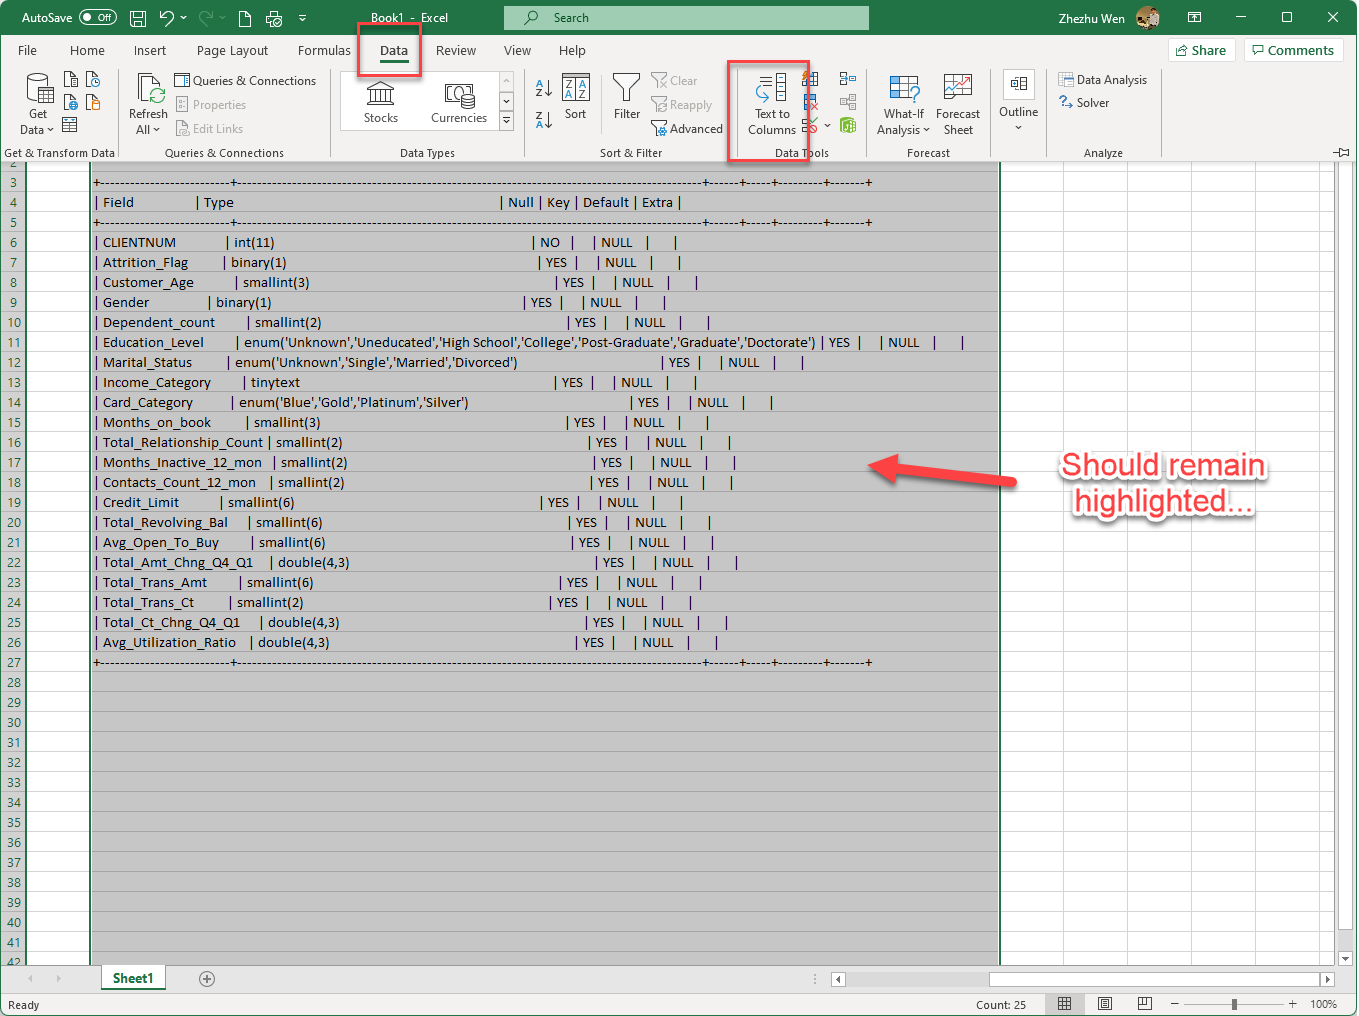 AutoSave Off Book1 - Excel Search Zhezhu Wen
File Home Insert Page Layout Formulas Data Review View Help Share Comments
Get Data
Refresh All
Queries & Connections
Properties
Edit Links
Stocks
Currencies
Sort
Filter
Clear
Reapply
Advanced
Text to Columns
What-If Analysis
Forecast Sheet
Outline
Data Analysis
Solver
Get & Transform Data Queries & Connections Data Types Sort & Filter Data Tools Forecast Analyze
2
3 +--------------------------+---------------------------------------------------------------------------------------------+------+-----+---------+-------+
4 | Field | Type | Null | Key | Default | Extra |
5 +--------------------------+---------------------------------------------------------------------------------------------+------+-----+---------+-------+
6 | CLIENTNUM | int(11) | NO | | NULL | |
7 | Attrition_Flag | binary(1) | YES | | NULL | |
8 | Customer_Age | smallint(3) | YES | | NULL | |
9 | Gender | binary(1) | YES | | NULL | |
10 | Dependent_count | smallint(2) | YES | | NULL | |
11 | Education_Level | enum('Unknown','Uneducated','High School','College','Post-Graduate','Graduate','Doctorate') | YES | | NULL | |
12 | Marital_Status | enum('Unknown','Single','Married','Divorced') | YES | | NULL | |
13 | Income_Category | tinytext | YES | | NULL | |
14 | Card_Category | enum('Blue','Gold','Platinum','Silver') | YES | | NULL | |
15 | Months_on_book | smallint(3) | YES | | NULL | |
16 | Total_Relationship_Count | smallint(2) | YES | | NULL | |
17 | Months_Inactive_12_mon | smallint(2) | YES | | NULL | |
18 | Contacts_Count_12_mon | smallint(2) | YES | | NULL | |
19 | Credit_Limit | smallint(6) | YES | | NULL | |
20 | Total_Revolving_Bal | smallint(6) | YES | | NULL | |
21 | Avg_Open_To_Buy | smallint(6) | YES | | NULL | |
22 | Total_Amt_Chng_Q4_Q1 | double(4,3) | YES | | NULL | |
23 | Total_Trans_Amt | smallint(6) | YES | | NULL | |
24 | Total_Trans_Ct | smallint(2) | YES | | NULL | |
25 | Total_Ct_Chng_Q4_Q1 | double(4,3) | YES | | NULL | |
26 | Avg_Utilization_Ratio | double(4,3) | YES | | NULL | |
27 +--------------------------+---------------------------------------------------------------------------------------------+------+-----+---------+-------+
28
29
30
31
32
33
34
35
36
37
38
39
40
41
42
Should remain
highlighted...
Sheet1
Ready Count: 25 100%